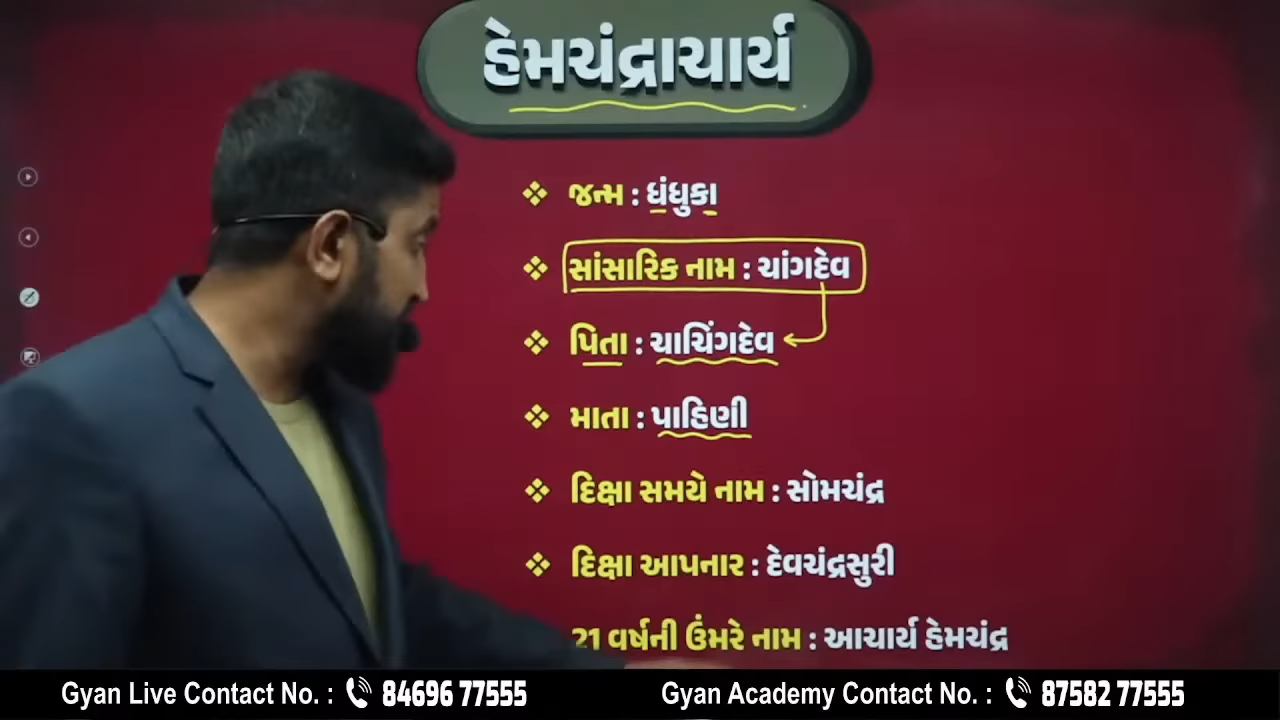 હેમચંદ્રાચાર્ય
❖ જન્મ : ધંધુકા
❖ સાંસારિક નામ : ચાંગદેવ
❖ પિતા : ચાચિંગદેવ
❖ માતા : પાહિણી
❖ દિક્ષા સમયે નામ : સોમચંદ્ર
❖ દિક્ષા આપનાર : દેવચંદ્રસુરી
21 વર્ષની ઉંમરે નામ : આચાર્ય હેમચંદ્ર
Gyan Live Contact No. : 84696 77555
Gyan Academy Contact No. : 87582 77555